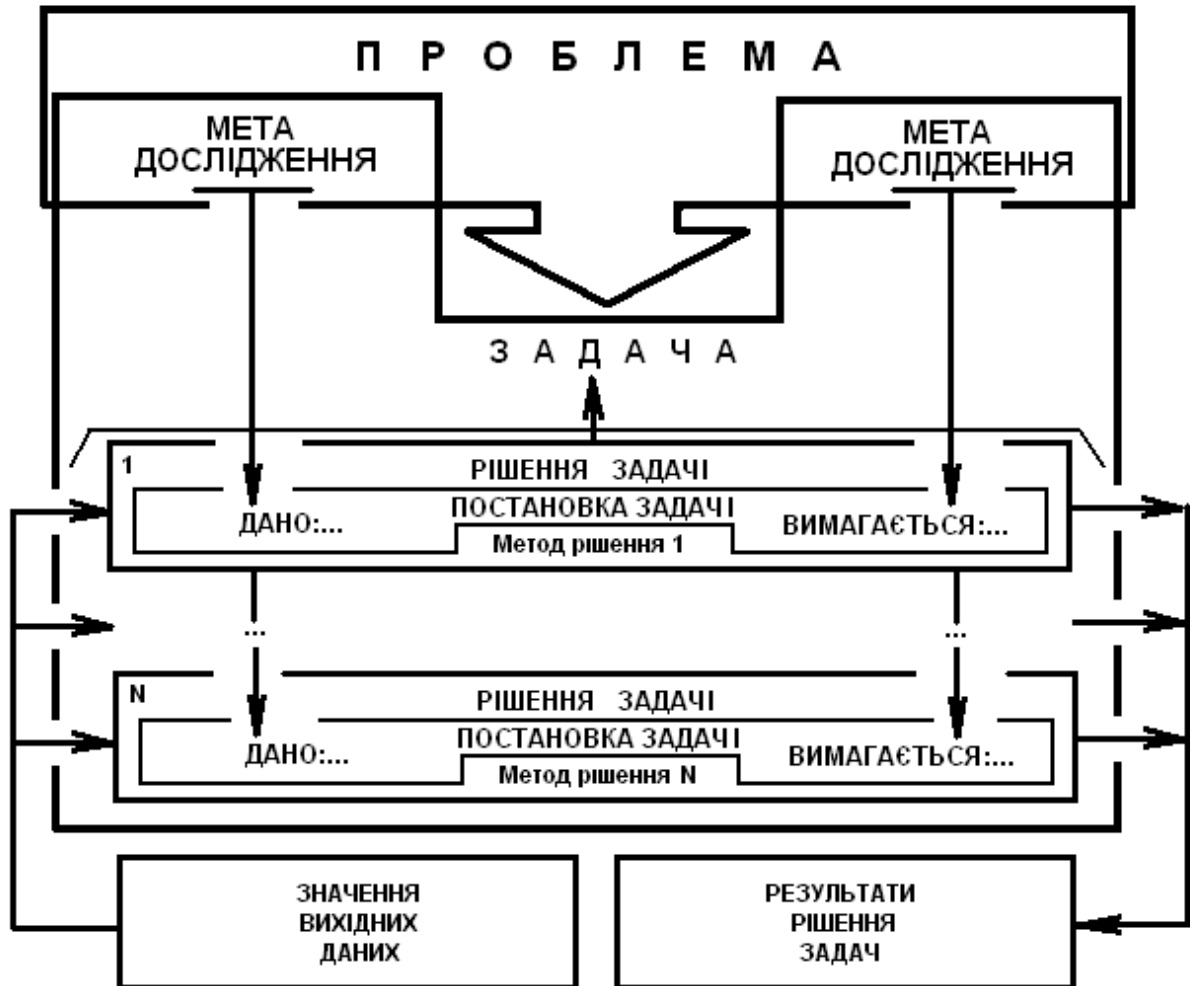 П Р О Б Л Е М А
МЕТА
ДОСЛІДЖЕННЯ
МЕТА
ДОСЛІДЖЕННЯ
З А Д А Ч А
1
РІШЕННЯ ЗАДАЧІ
ПОСТАНОВКА ЗАДАЧІ
ДАНО:...
Метод рішення 1
ВИМАГАЄТЬСЯ:...
...
...
N
РІШЕННЯ ЗАДАЧІ
ПОСТАНОВКА ЗАДАЧІ
ДАНО:...
Метод рішення N
ВИМАГАЄТЬСЯ:...
ЗНАЧЕННЯ
ВИХІДНИХ
ДАНИХ
РЕЗУЛЬТАТИ
РІШЕННЯ
ЗАДАЧ